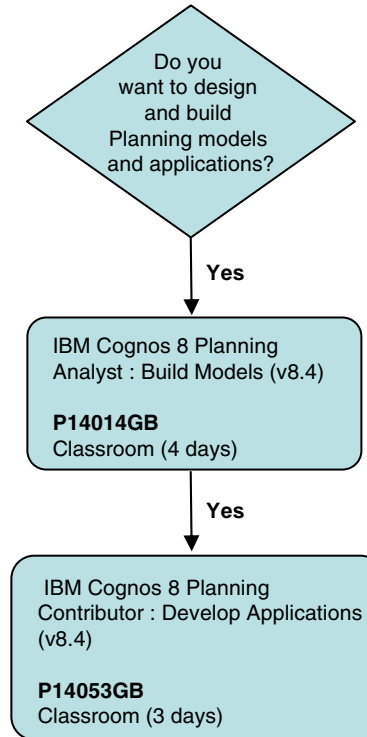 Do you
want to design
and build
Planning models
and applications?
Yes
IBM Cognos 8 Planning
Analyst : Build Models (v8.4)
P14014GB
Classroom (4 days)
Yes
IBM Cognos 8 Planning
Contributor : Develop Applications
(v8.4)
P14053GB
Classroom (3 days)